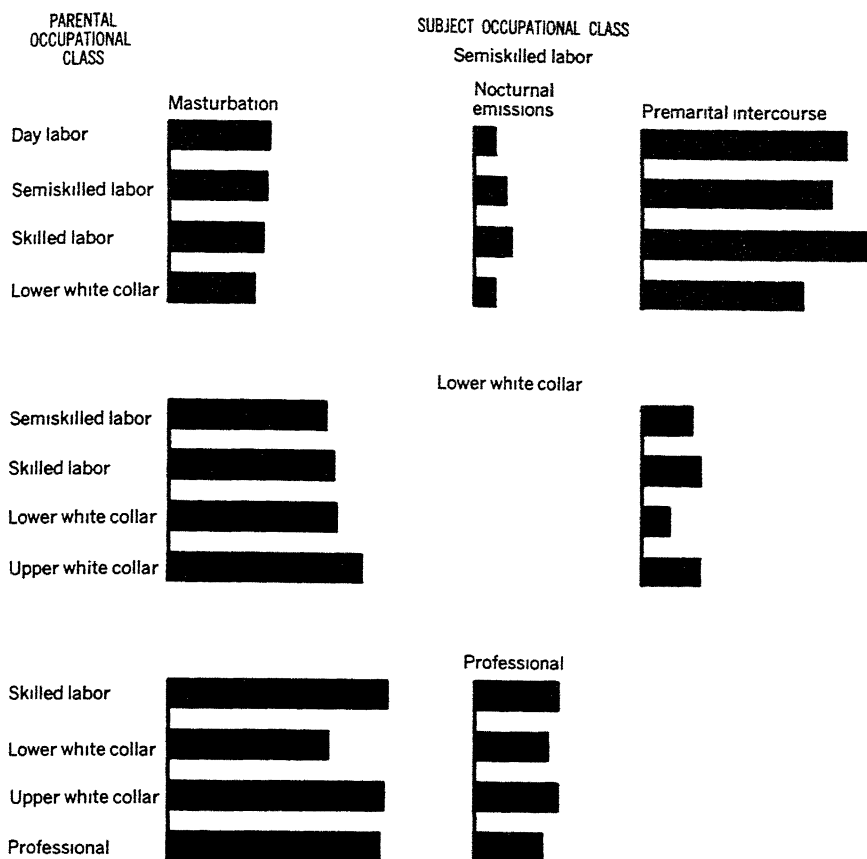 PARENTAL
OCCUPATIONAL
CLASS
SUBJECT OCCUPATIONAL CLASS
Semiskilled labor
Masturbation
Nocturnal
emissions
Premarital intercourse
Day labor
Semiskilled labor
Skilled labor
Lower white collar
Lower white collar
Semiskilled labor
Skilled labor
Lower white collar
Upper white collar
Professional
Skilled labor
Lower white collar
Upper white collar
Professional